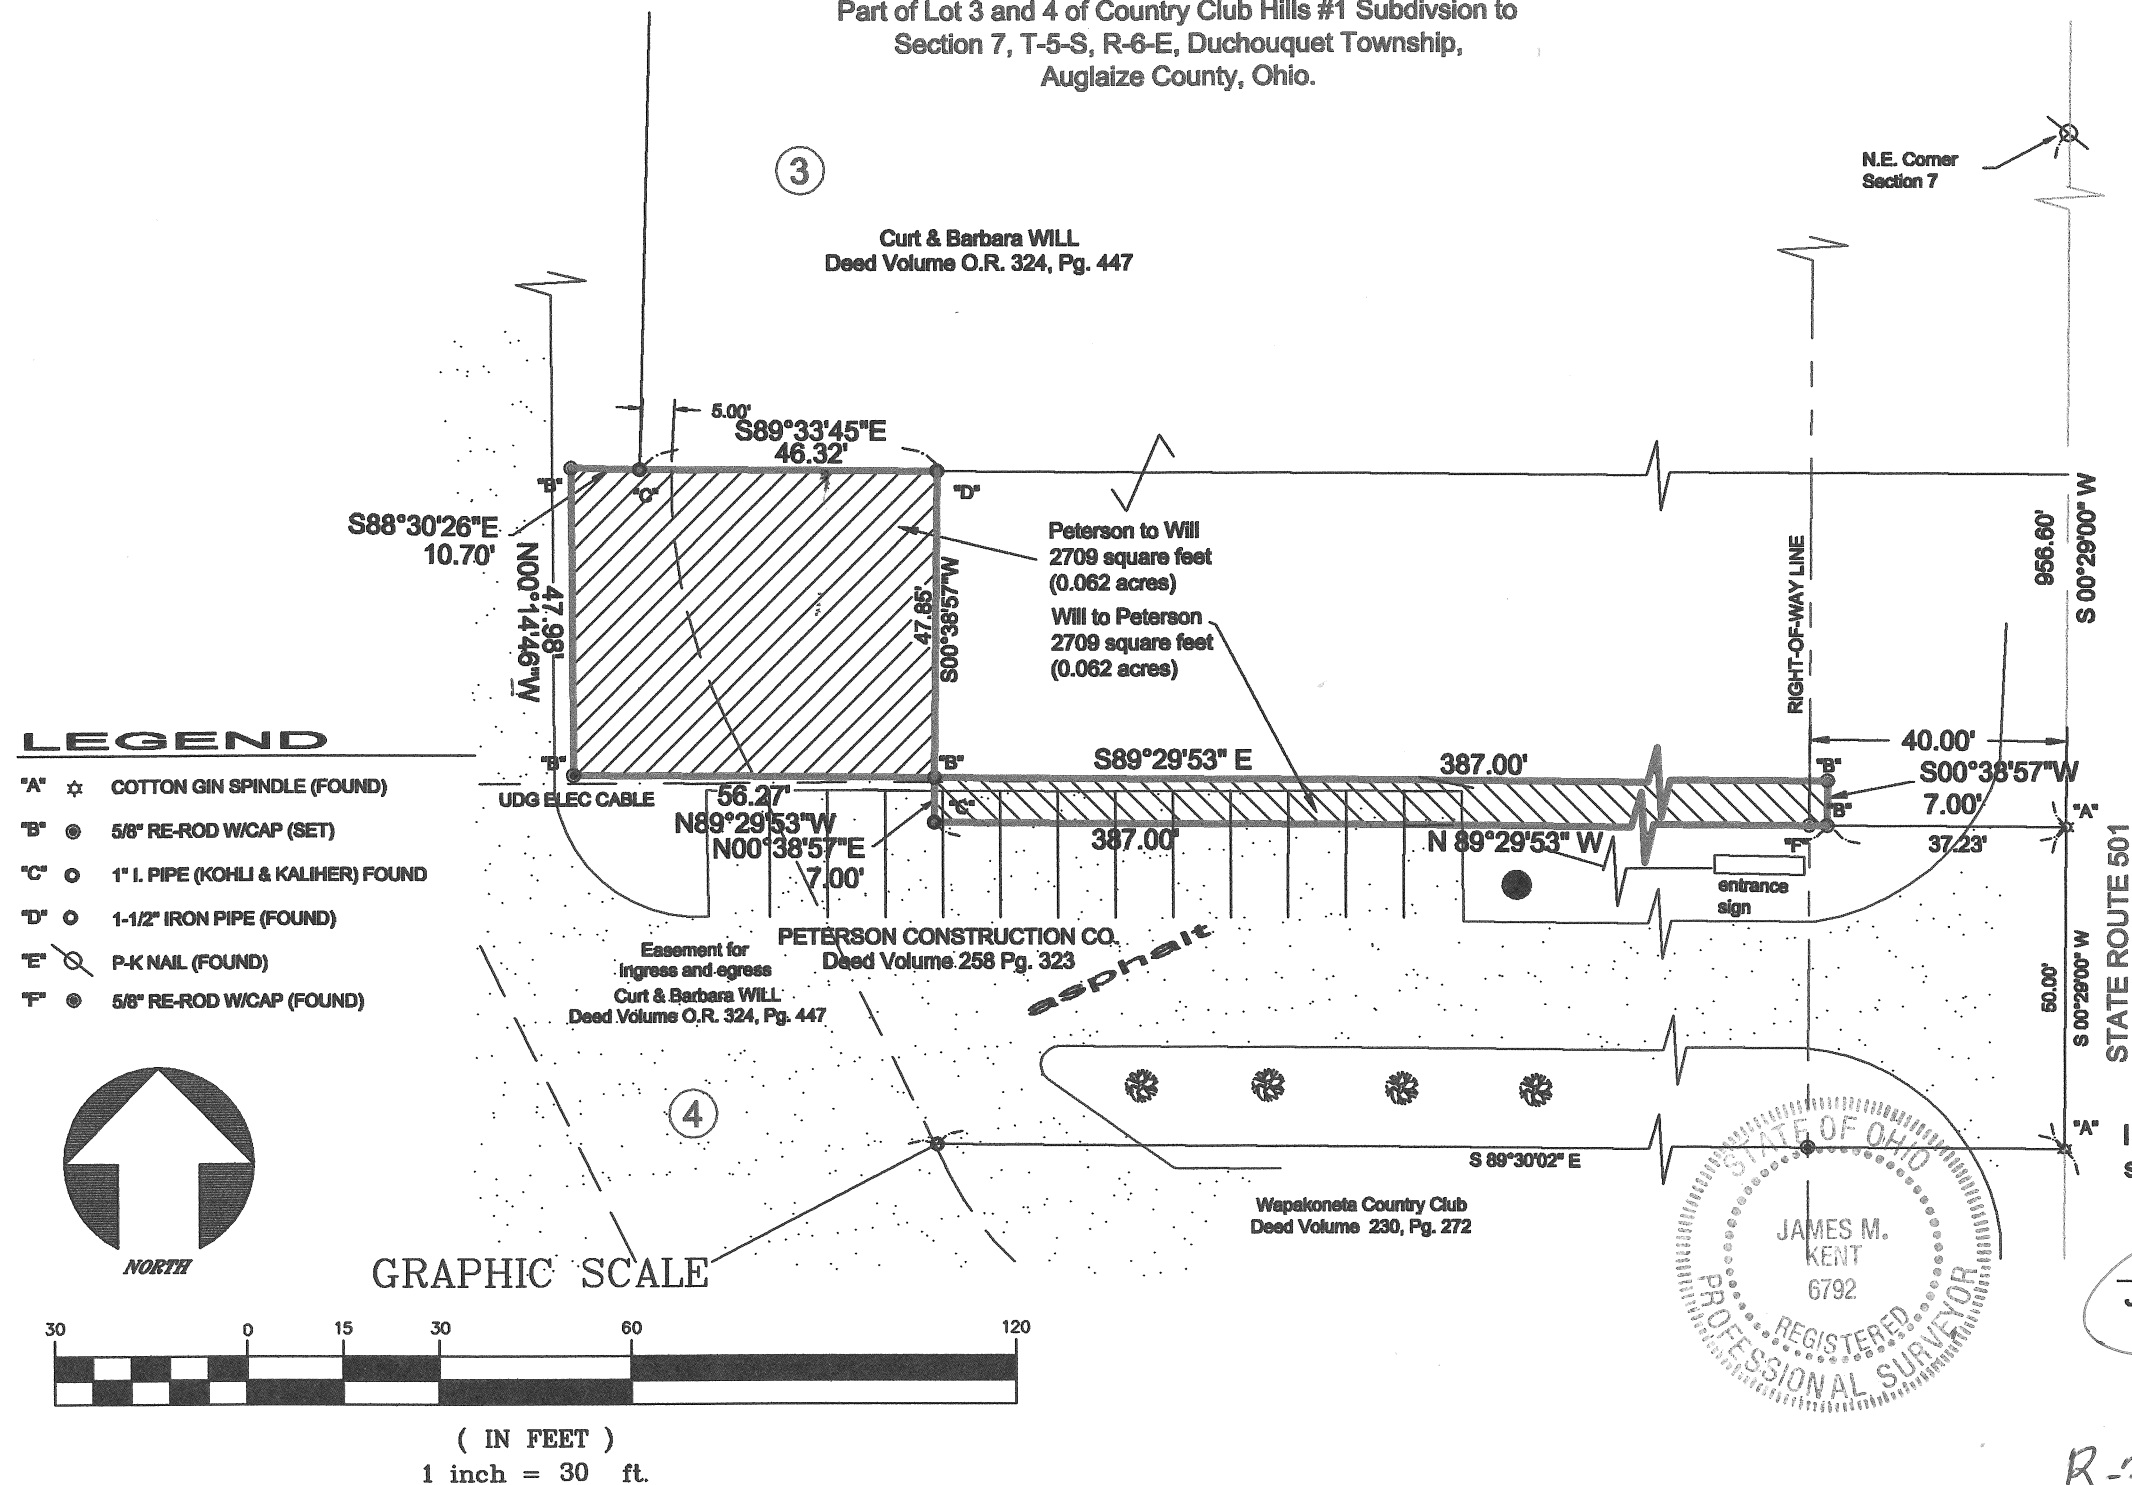 Part of Lot 3 and 4 of Country Club Hills #1 Subdivsion to
Section 7, T-5-S, R-6-E, Duchouquet Township,
Auglaize County, Ohio.
3
N.E. Corner
Section 7
Curt & Barbara WILL
Deed Volume O.R. 324, Pg. 447
5.00'
S89°33'45"E
46.32'
"B"
"C"
"D"
S88°30'26"E
10.70'
N00°14'46"W
47.98'
47.85'
S00°38'57"W
Peterson to Will
2709 square feet
(0.062 acres)
Will to Peterson
2709 square feet
(0.062 acres)
RIGHT-OF-WAY LINE
956.60'
S 00°29'00" W
LEGEND
"A" COTTON GIN SPINDLE (FOUND)
"B" 5/8" RE-ROD W/CAP (SET)
"C" 1" I. PIPE (KOHLI & KALIHER) FOUND
"D" 1-1/2" IRON PIPE (FOUND)
"E" P-K NAIL (FOUND)
"F" 5/8" RE-ROD W/CAP (FOUND)
"B"
"B"
S89°29'53" E
387.00'
40.00'
"B"
S00°38'57"W
7.00'
"B"
"A"
UDG ELEC CABLE
56.27'
N89°29'53"W
N00°38'57"E
7.00'
"C"
387.00'
N 89°29'53" W
"F"
37.23'
entrance
sign
PETERSON CONSTRUCTION CO.
Deed Volume 258 Pg. 323
Easement for
ingress and egress
Curt & Barbara WILL
Deed Volume O.R. 324, Pg. 447
asphalt
50.00'
S 00°29'00" W
STATE ROUTE 501
4
"A"
S 89°30'02" E
Wapakoneta Country Club
Deed Volume 230, Pg. 272
STATE OF OHIO
JAMES M.
KENT
6792
REGISTERED
PROFESSIONAL SURVEYOR
NORTH
GRAPHIC SCALE
30 0 15 30 60 120
( IN FEET )
1 inch = 30 ft.